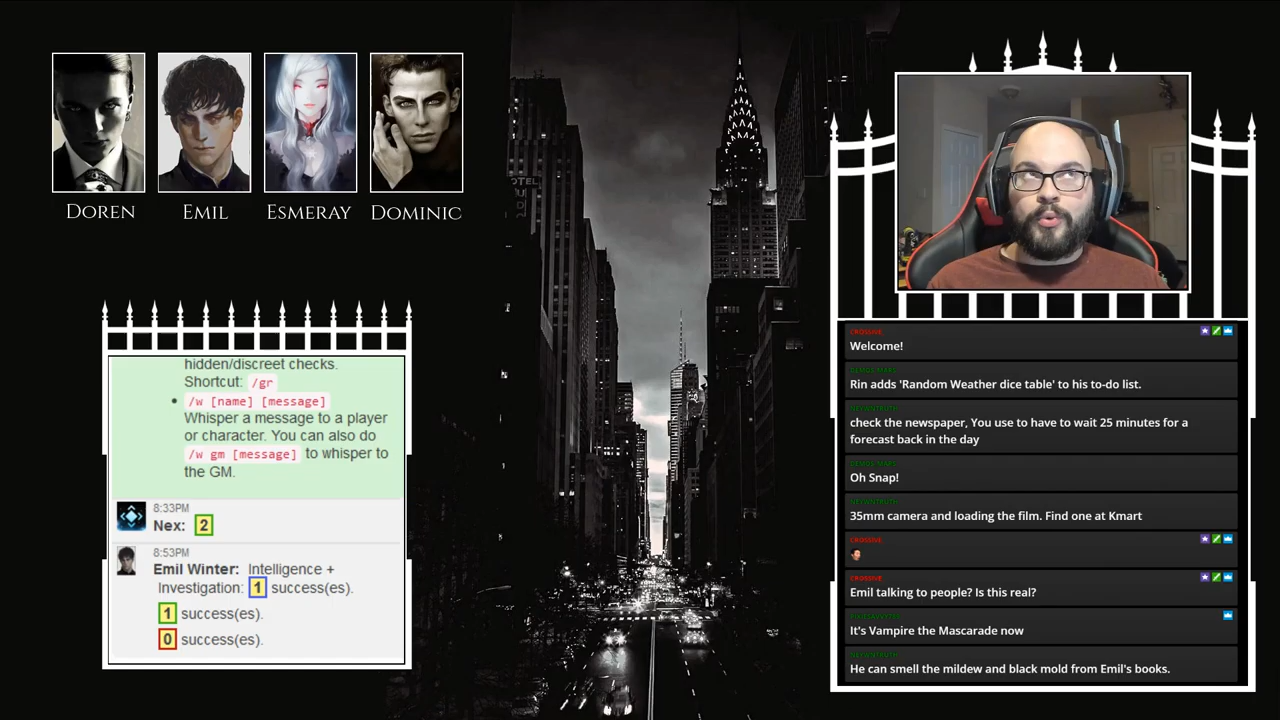 DOREN
EMIL
ESMERAY
DOMINIC
HOTEL
hidden/discreet checks.
Shortcut: /gr
• /w [name] [message]
Whisper a message to a player
or character. You can also do
/w gm [message] to whisper to
the GM.
8:33PM
Nex: 2
8:53PM
Emil Winter: Intelligence +
Investigation: 1 success(es).
1 success(es).
0 success(es).
CROSSIVE
Welcome!
Rin adds 'Random Weather dice table' to his to-do list.
check the newspaper, You use to have to wait 25 minutes for a
forecast back in the day
Oh Snap!
35mm camera and loading the film. Find one at Kmart
CROSSIVE
CROSSIVE
Emil talking to people? Is this real?
It's Vampire the Mascarade now
He can smell the mildew and black mold from Emil's books.